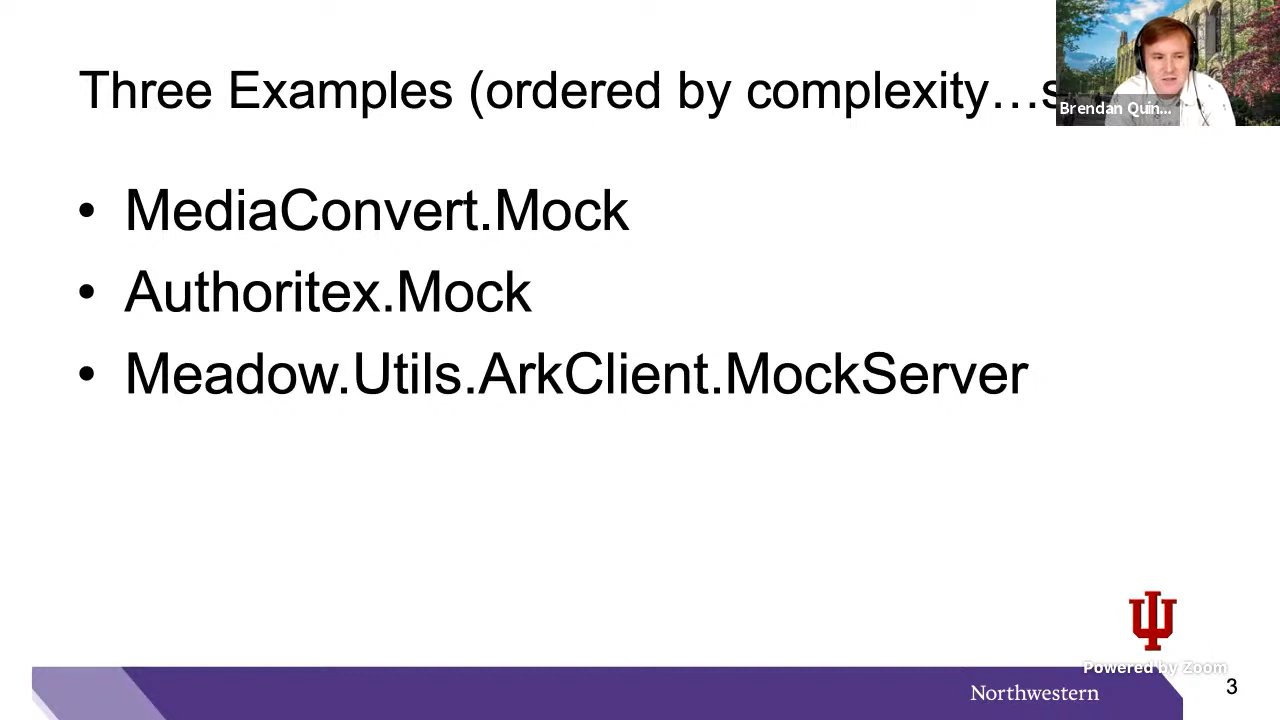 Three Examples (ordered by complexity…s
Brendan Quin...
• MediaConvert.Mock
• Authoritex.Mock
• Meadow.Utils.ArkClient.MockServer
Powered by Zoom
Northwestern
3